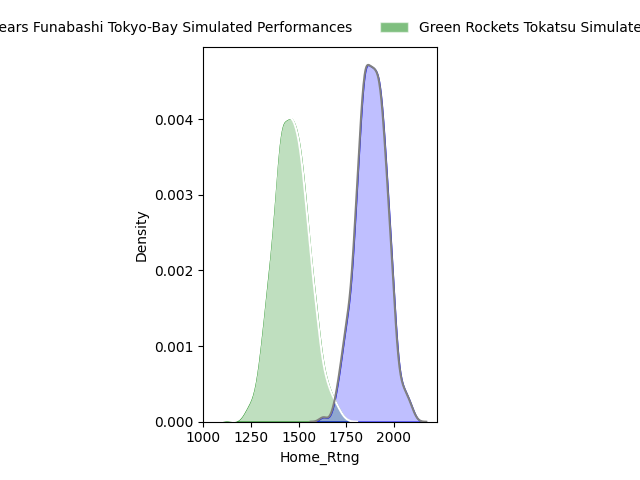 ears Funabashi Tokyo-Bay Simulated Performances
Green Rockets Tokatsu Simulate
0.004
0.003
0.002
0.001
0.000
Density
1000
1250
1500
1750
2000
Home_Rtng